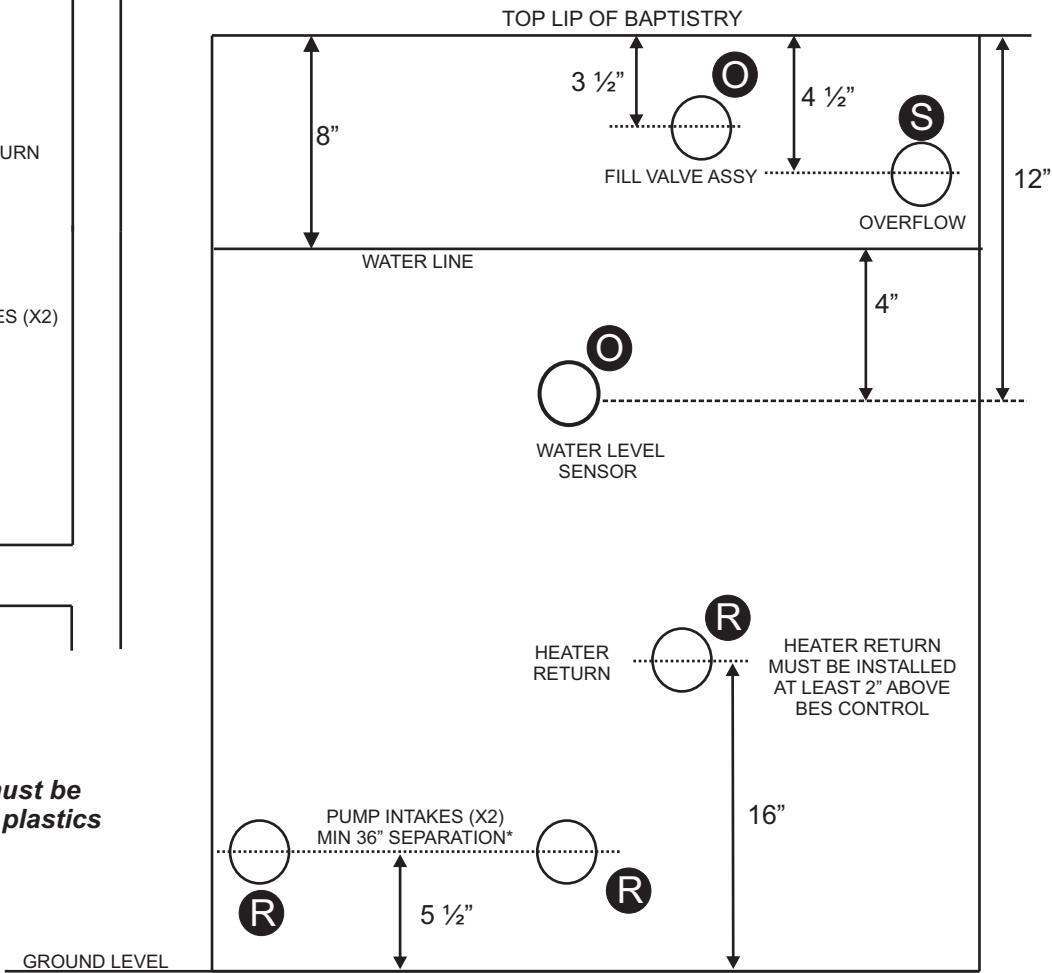 TOP LIP OF BAPTISTRY
3 ½”
O
4 ½”
S
8”
12”
FILL VALVE ASSY
OVERFLOW
WATER LINE
4”
O
WATER LEVEL
SENSOR
R
HEATER
RETURN
HEATER RETURN
MUST BE INSTALLED
AT LEAST 2” ABOVE
BES CONTROL
16”
PUMP INTAKES (X2)
MIN 36” SEPARATION*
R
R
5 ½”
GROUND LEVEL
URN
ES (X2)
must be
plastics